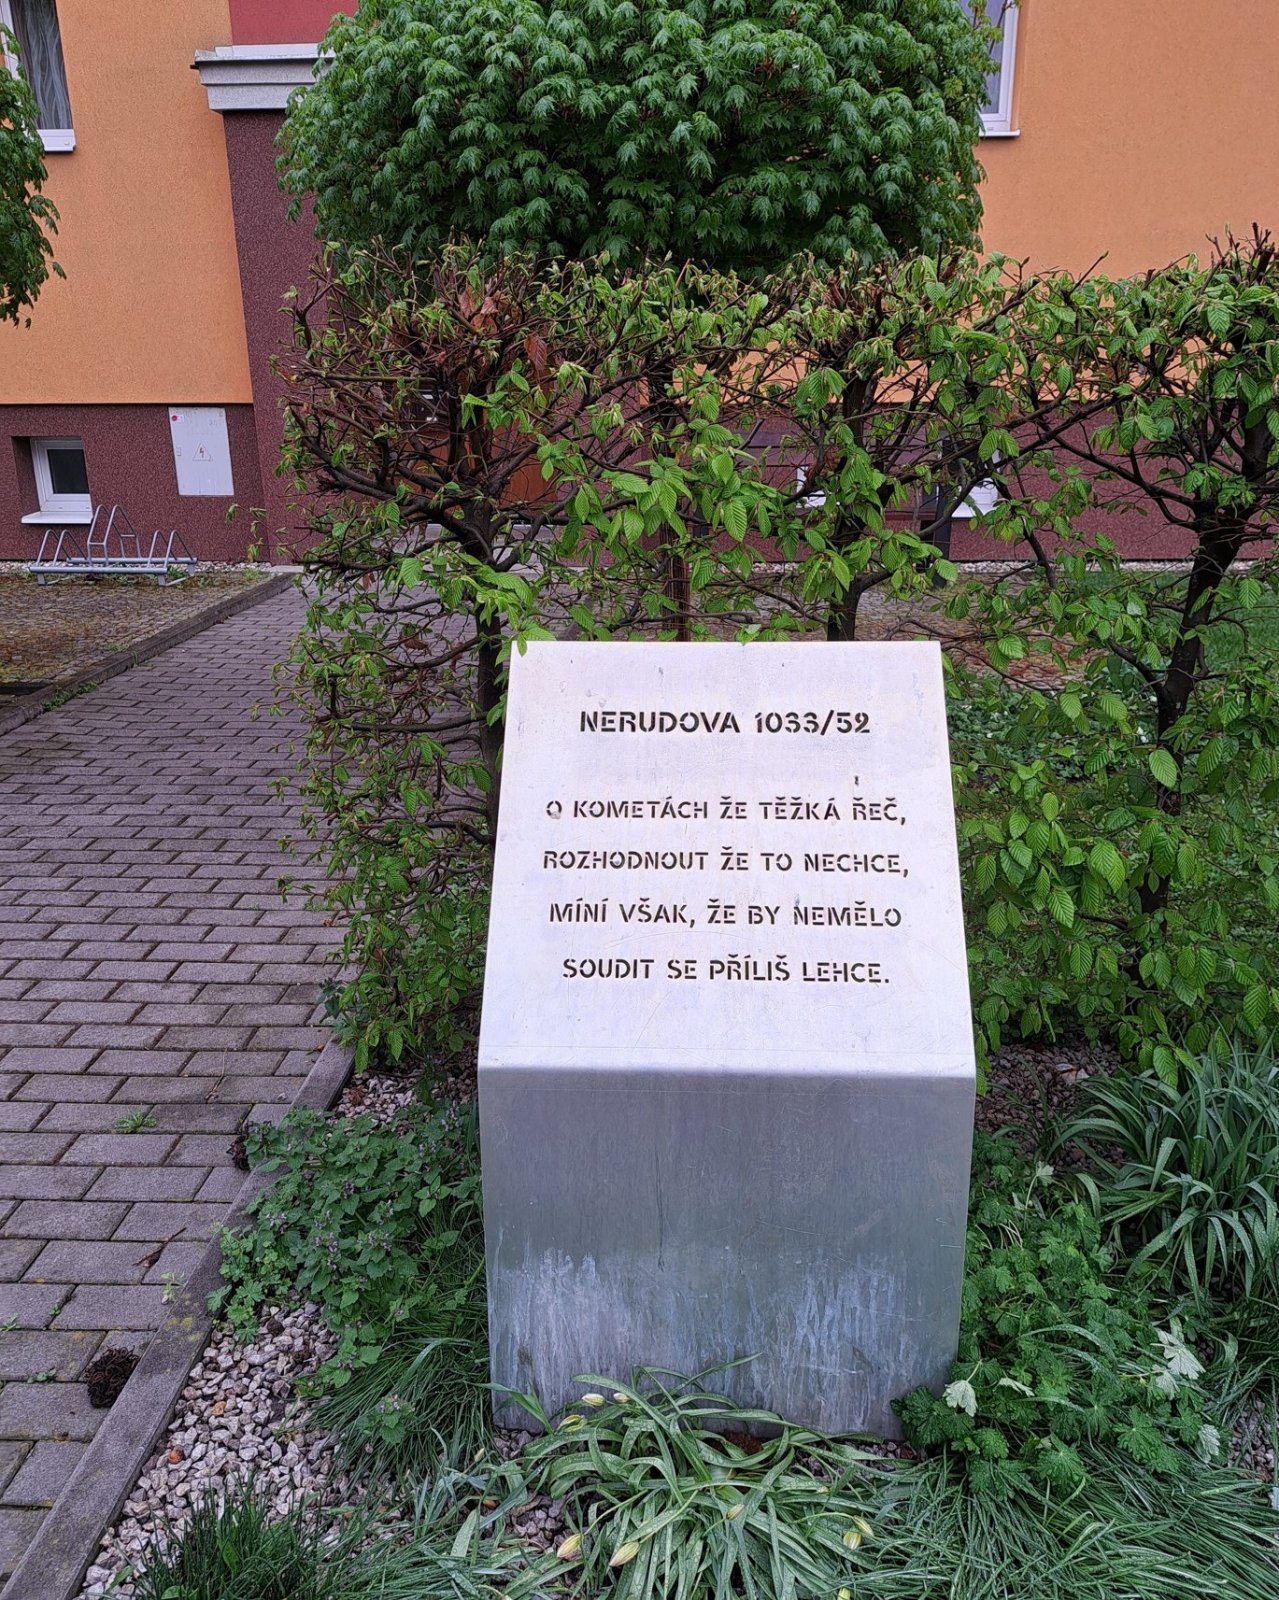 NERUDOVA 1033/52
O KOMETÁCH ŽE TĚŽKÁ ŘEČ,
ROZHODNOUT ŽE TO NECHCE,
MÍNÍ VŠAK, ŽE BY NEMĚLO
SOUDIT SE PŘÍLIŠ LEHCE.